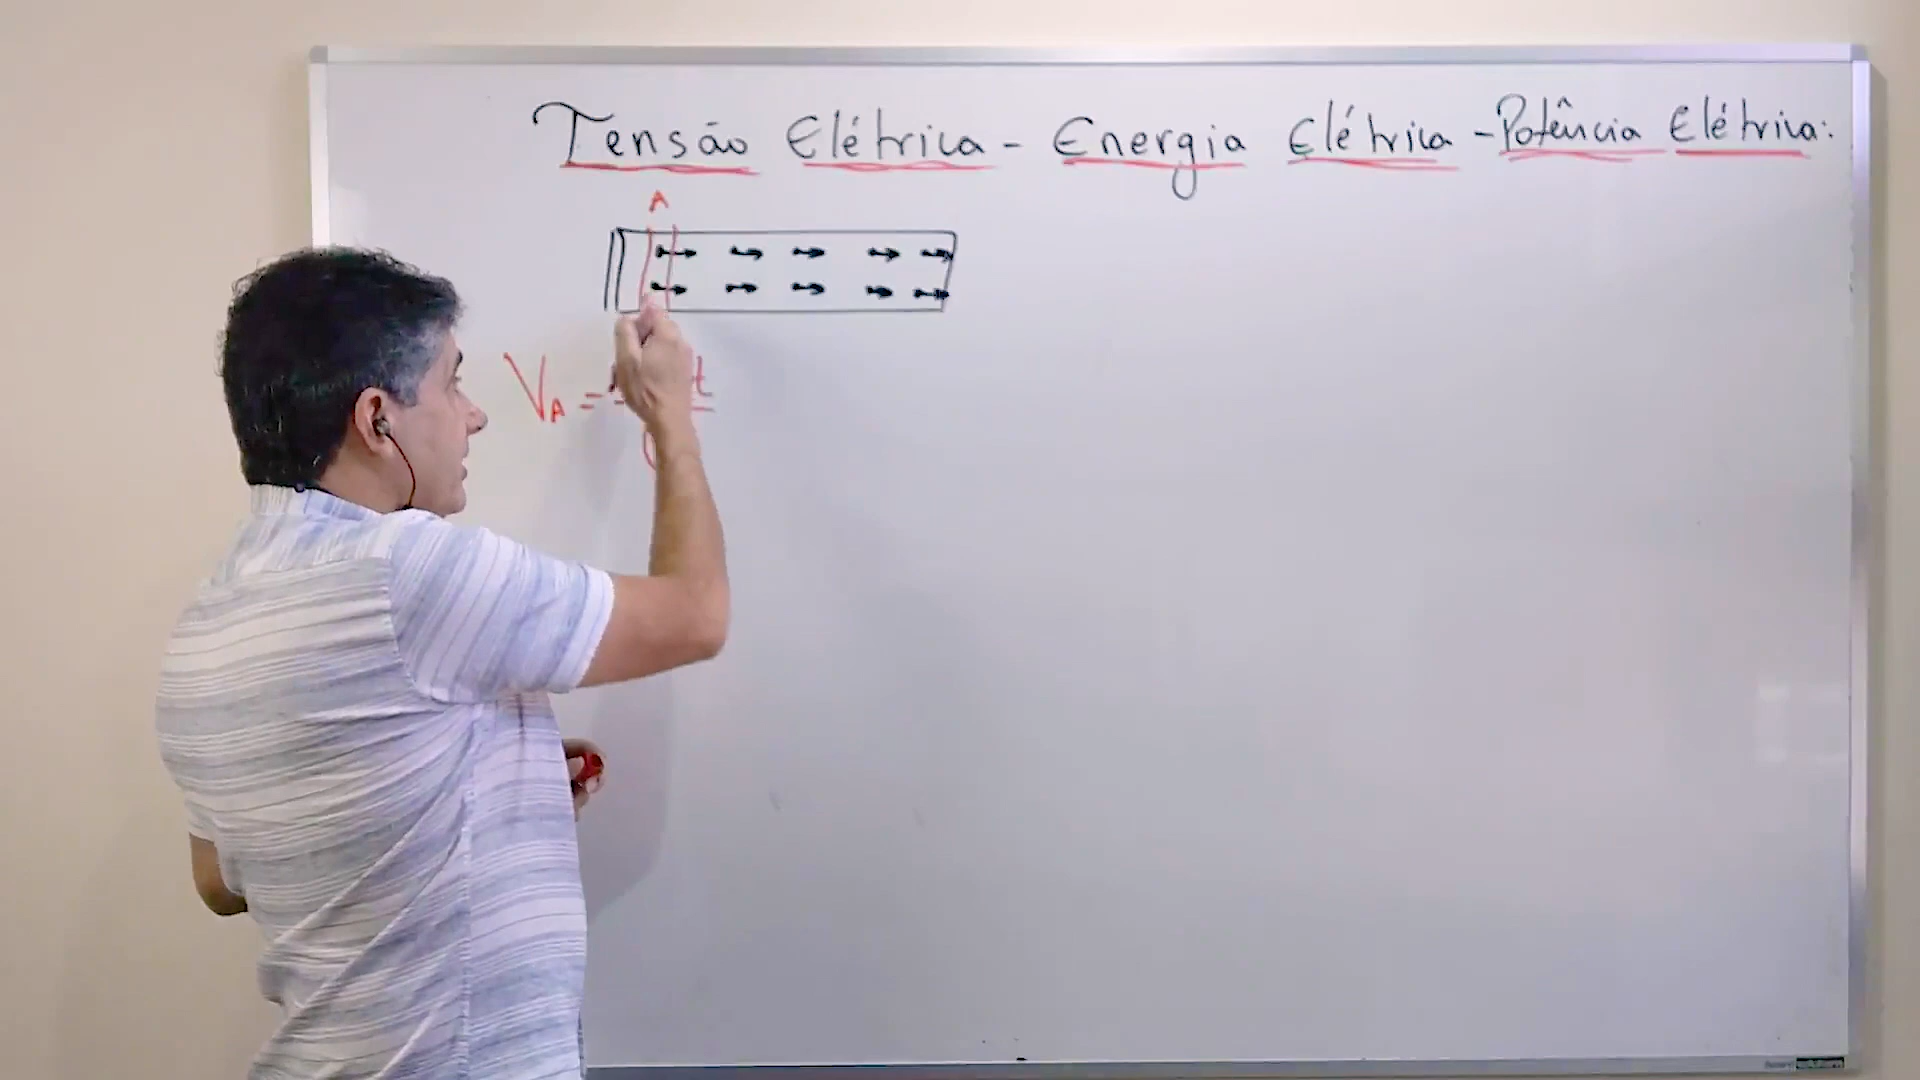 Tensão Elétrica - Energia Elétrica - Potência Elétrica:
A
V_A =